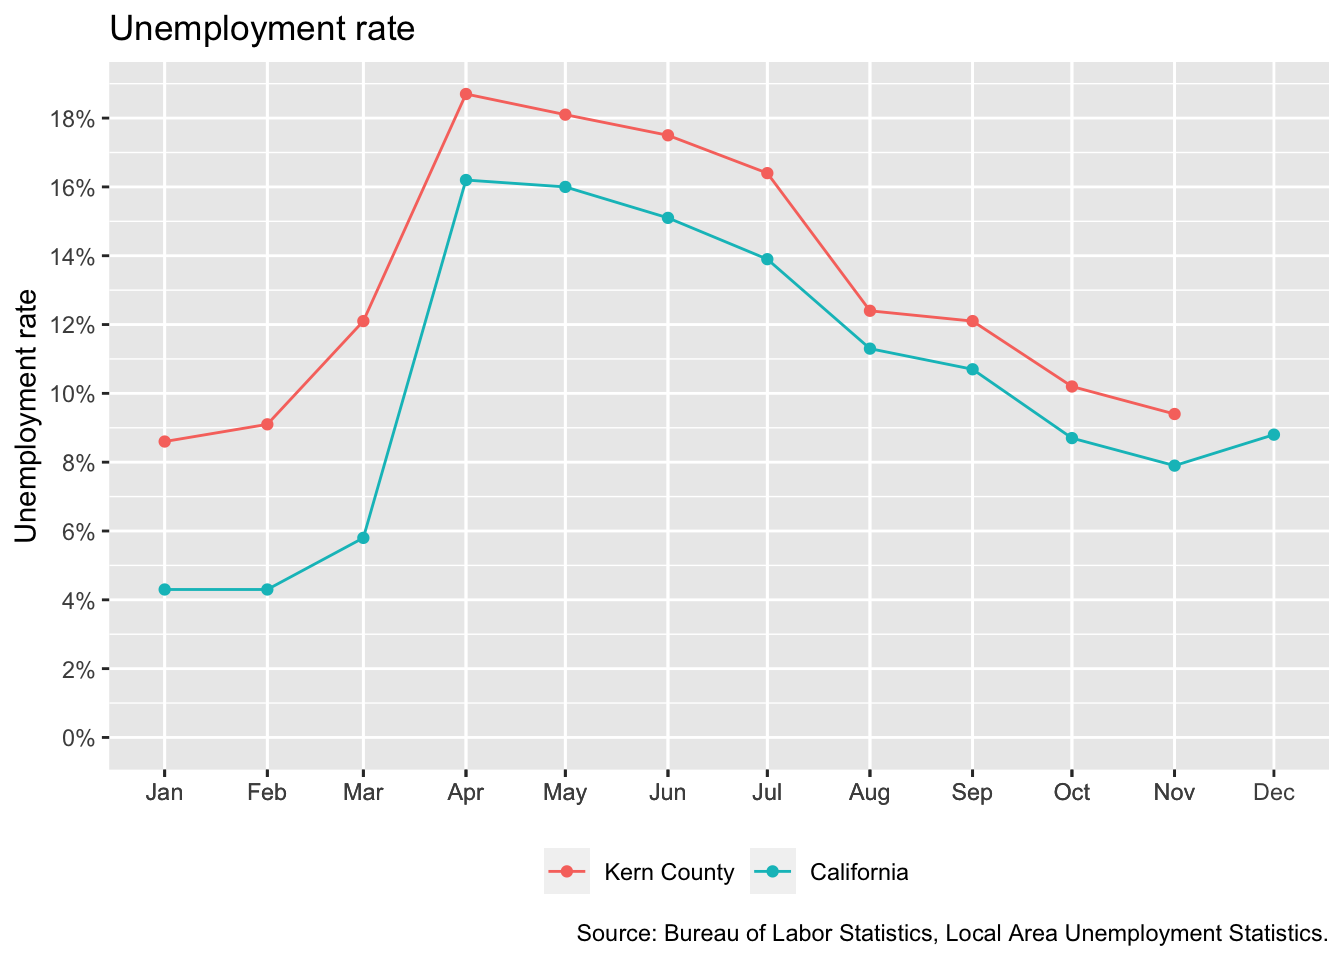 Unemployment rate
Unemployment rate
18%
16%
14%
12%
10%
8%
6%
4%
2%
0%
Jan Feb Mar Apr May Jun Jul Aug Sep Oct Nov Dec
Kern County California
Source: Bureau of Labor Statistics, Local Area Unemployment Statistics.